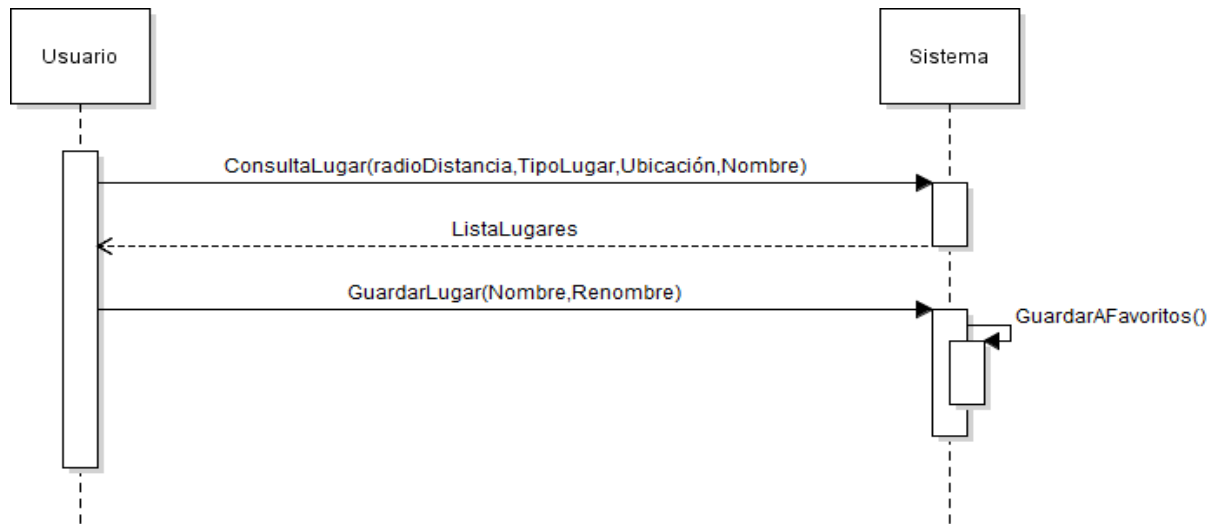 Usuario
Sistema
ConsultaLugar(radioDistancia,TipoLugar,Ubicación,Nombre)
ListaLugares
GuardarLugar(Nombre,Renombre)
GuardarAFavoritos()